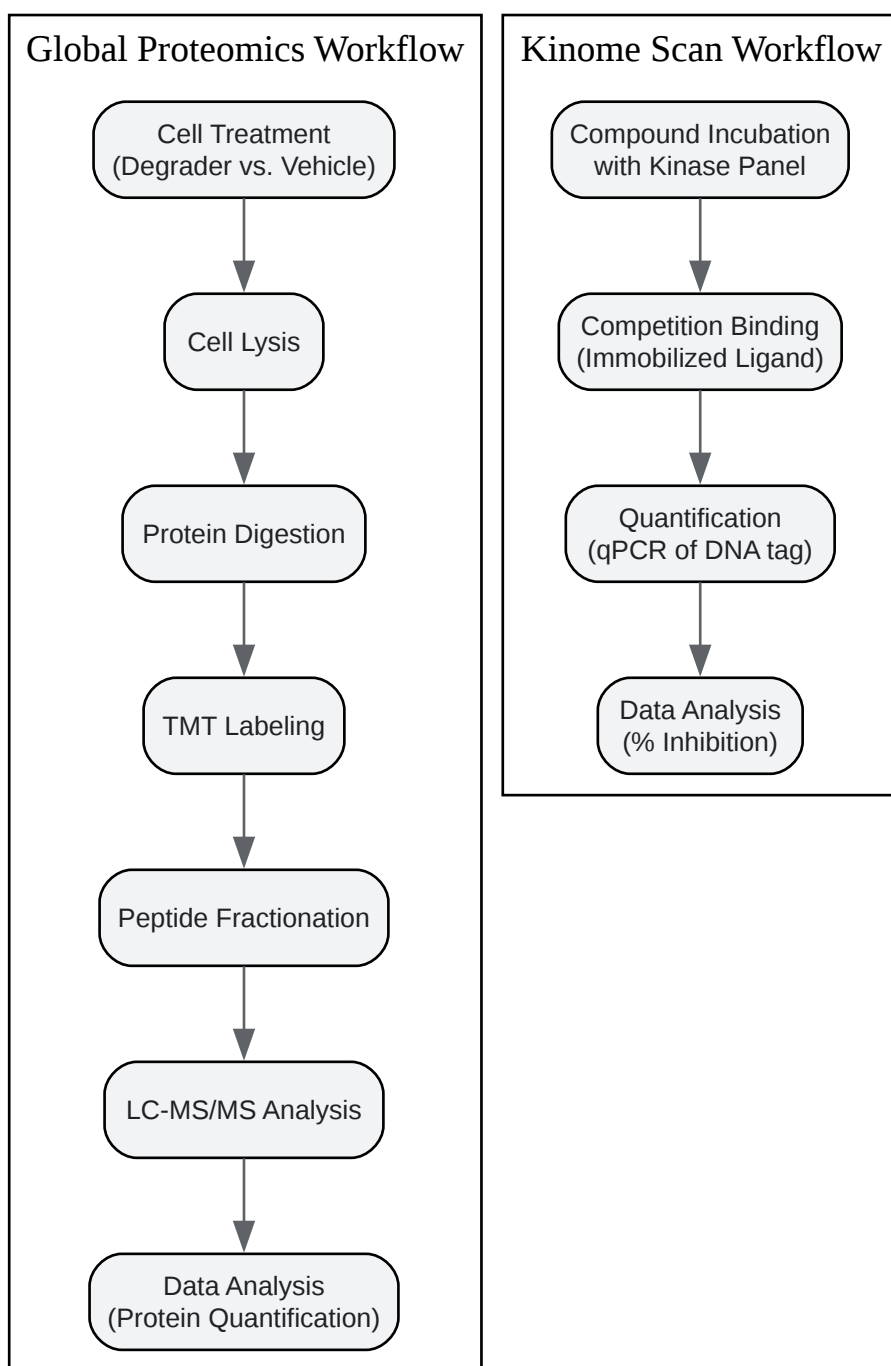 Global Proteomics Workflow
Cell Treatment
(Degrader vs. Vehicle)
Cell Lysis
Protein Digestion
TMT Labeling
Peptide Fractionation
LC-MS/MS Analysis
Data Analysis
(Protein Quantification)
Kinome Scan Workflow
Compound Incubation
with Kinase Panel
Competition Binding
(Immobilized Ligand)
Quantification
(qPCR of DNA tag)
Data Analysis
(% Inhibition)